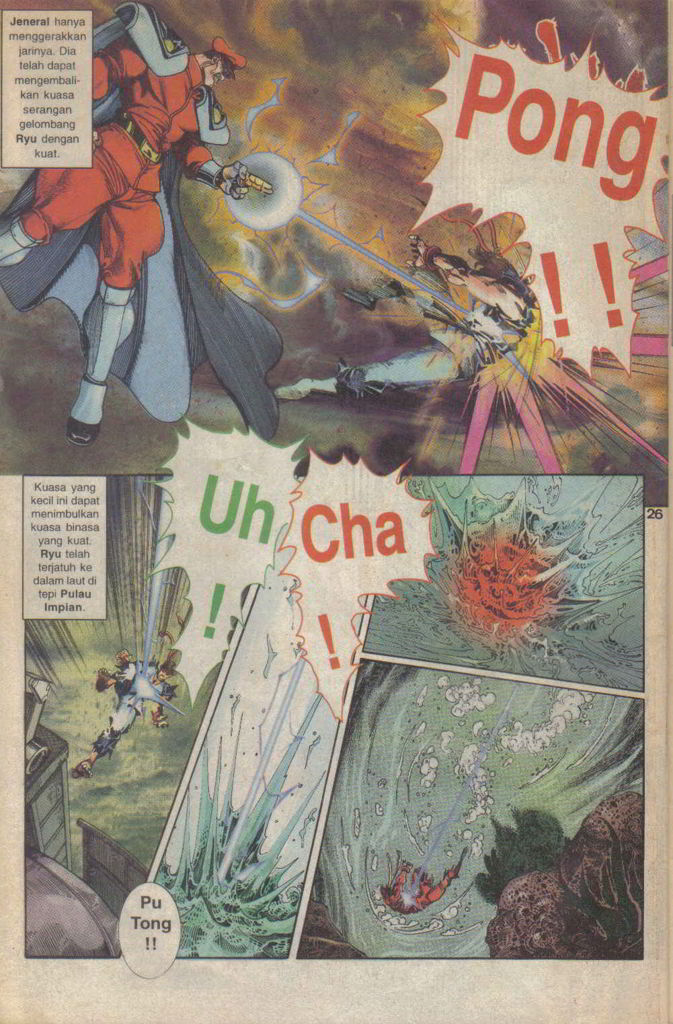 Jeneral hanya
menggerakkan
jarinya. Dia
telah dapat
mengembali-
kan kuasa
serangan
gelombang
Ryu dengan
kuat.
Pong
!!
Kuasa yang
kecil ini dapat
menimbulkan
kuasa binasa
yang kuat.
Ryu telah
terjatuh ke
dalam laut di
tepi Pulau
Impian.
Uh
!
Cha
!
26
Pu
Tong
!!